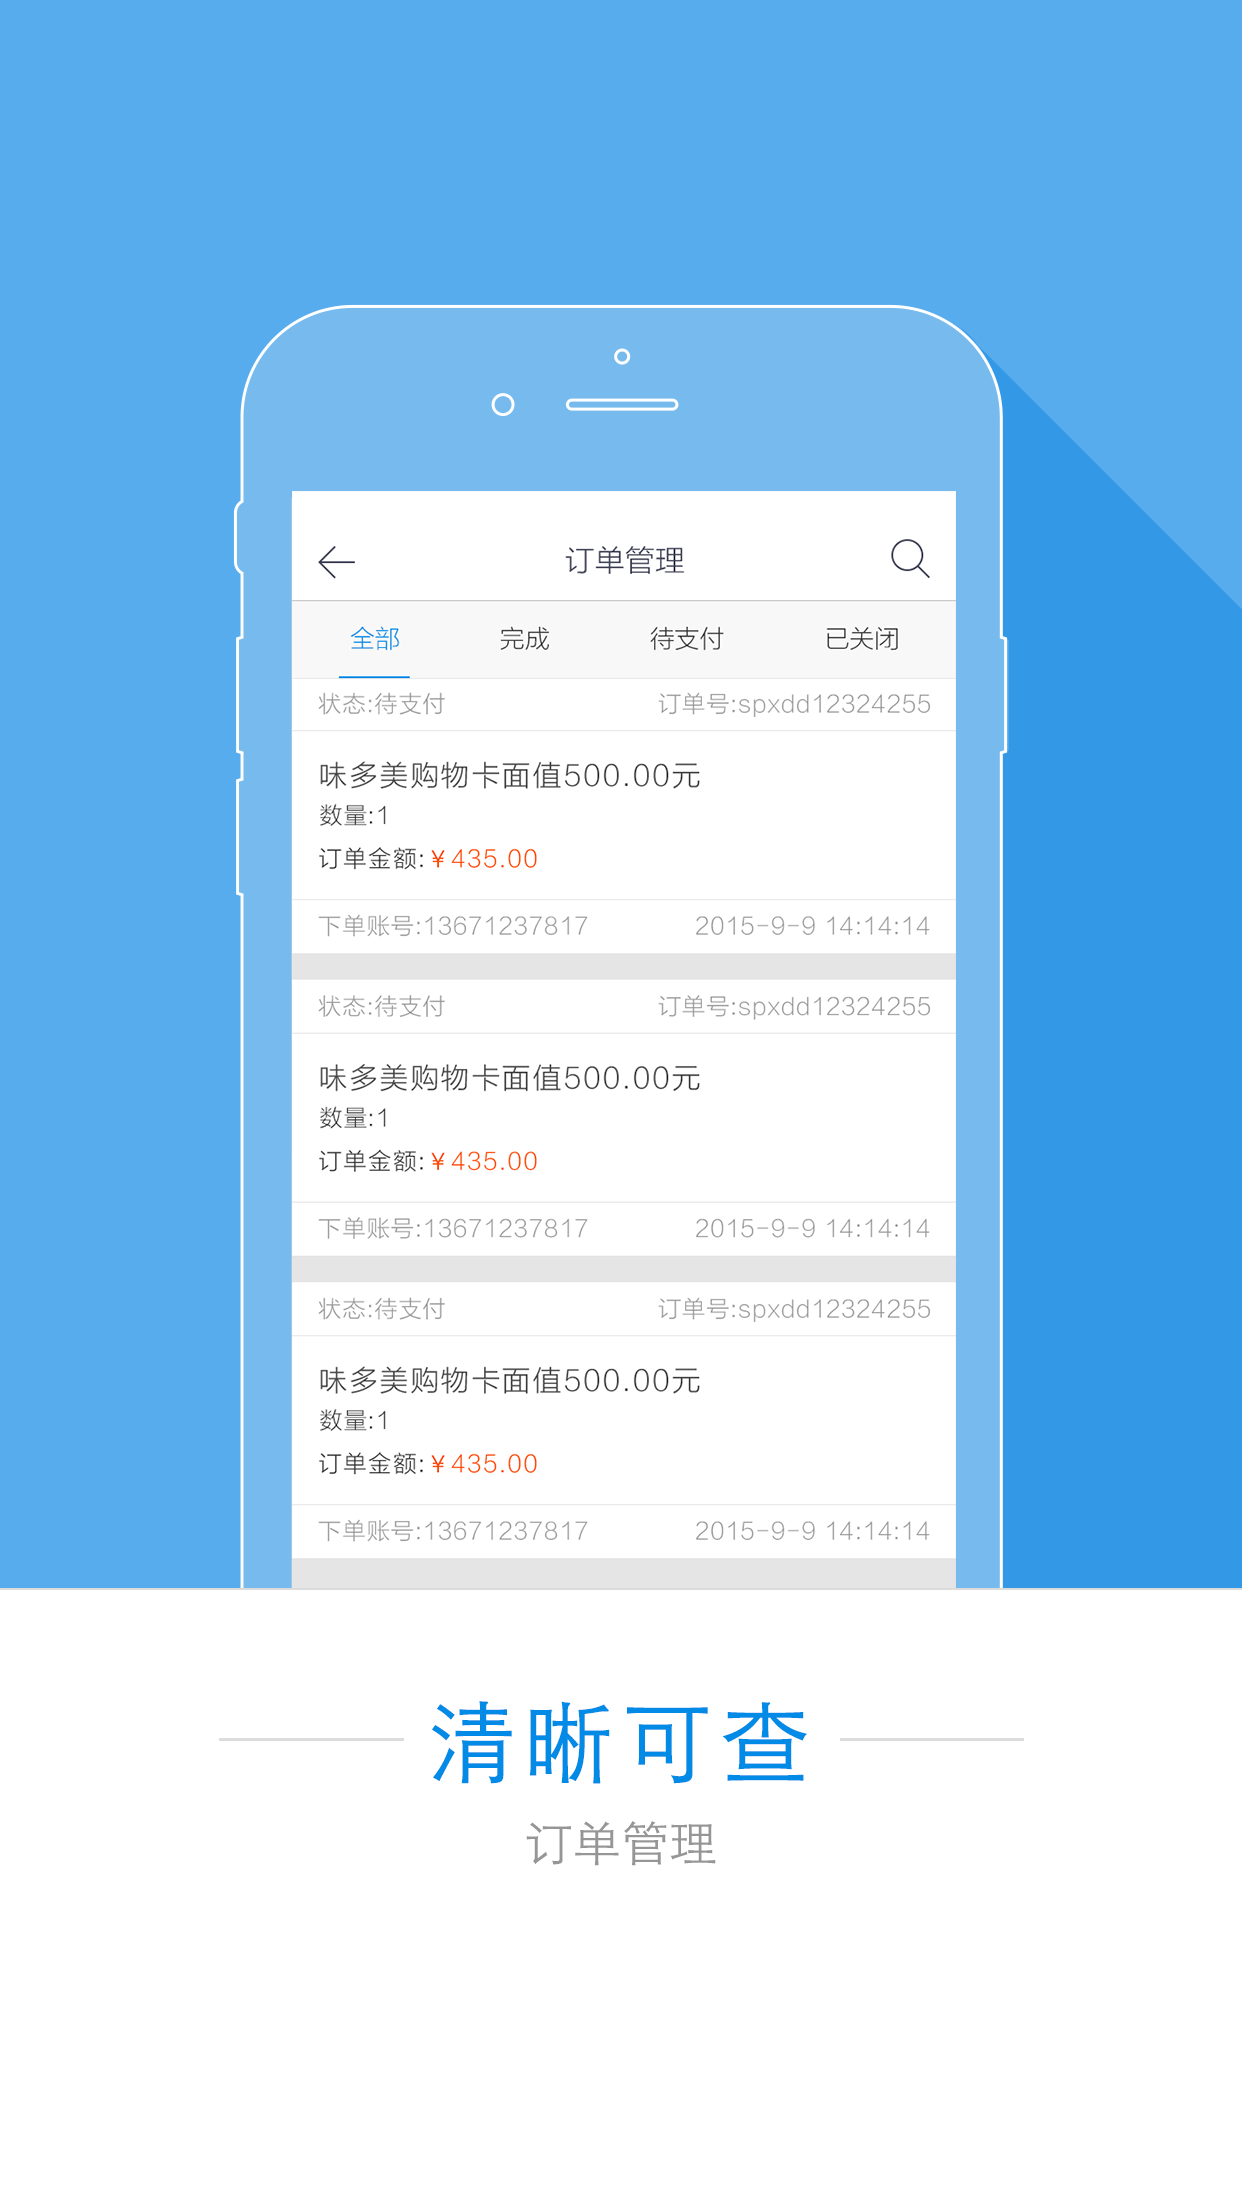 订单管理
全部 完成 待支付 已关闭
状态:待支付 订单号:spxdd12324255
味多美购物卡面值500.00元
数量:1
订单金额:¥435.00
下单账号:13671237817 2015-9-9 14:14:14
状态:待支付 订单号:spxdd12324255
味多美购物卡面值500.00元
数量:1
订单金额:¥435.00
下单账号:13671237817 2015-9-9 14:14:14
状态:待支付 订单号:spxdd12324255
味多美购物卡面值500.00元
数量:1
订单金额:¥435.00
下单账号:13671237817 2015-9-9 14:14:14
清晰可查
订单管理